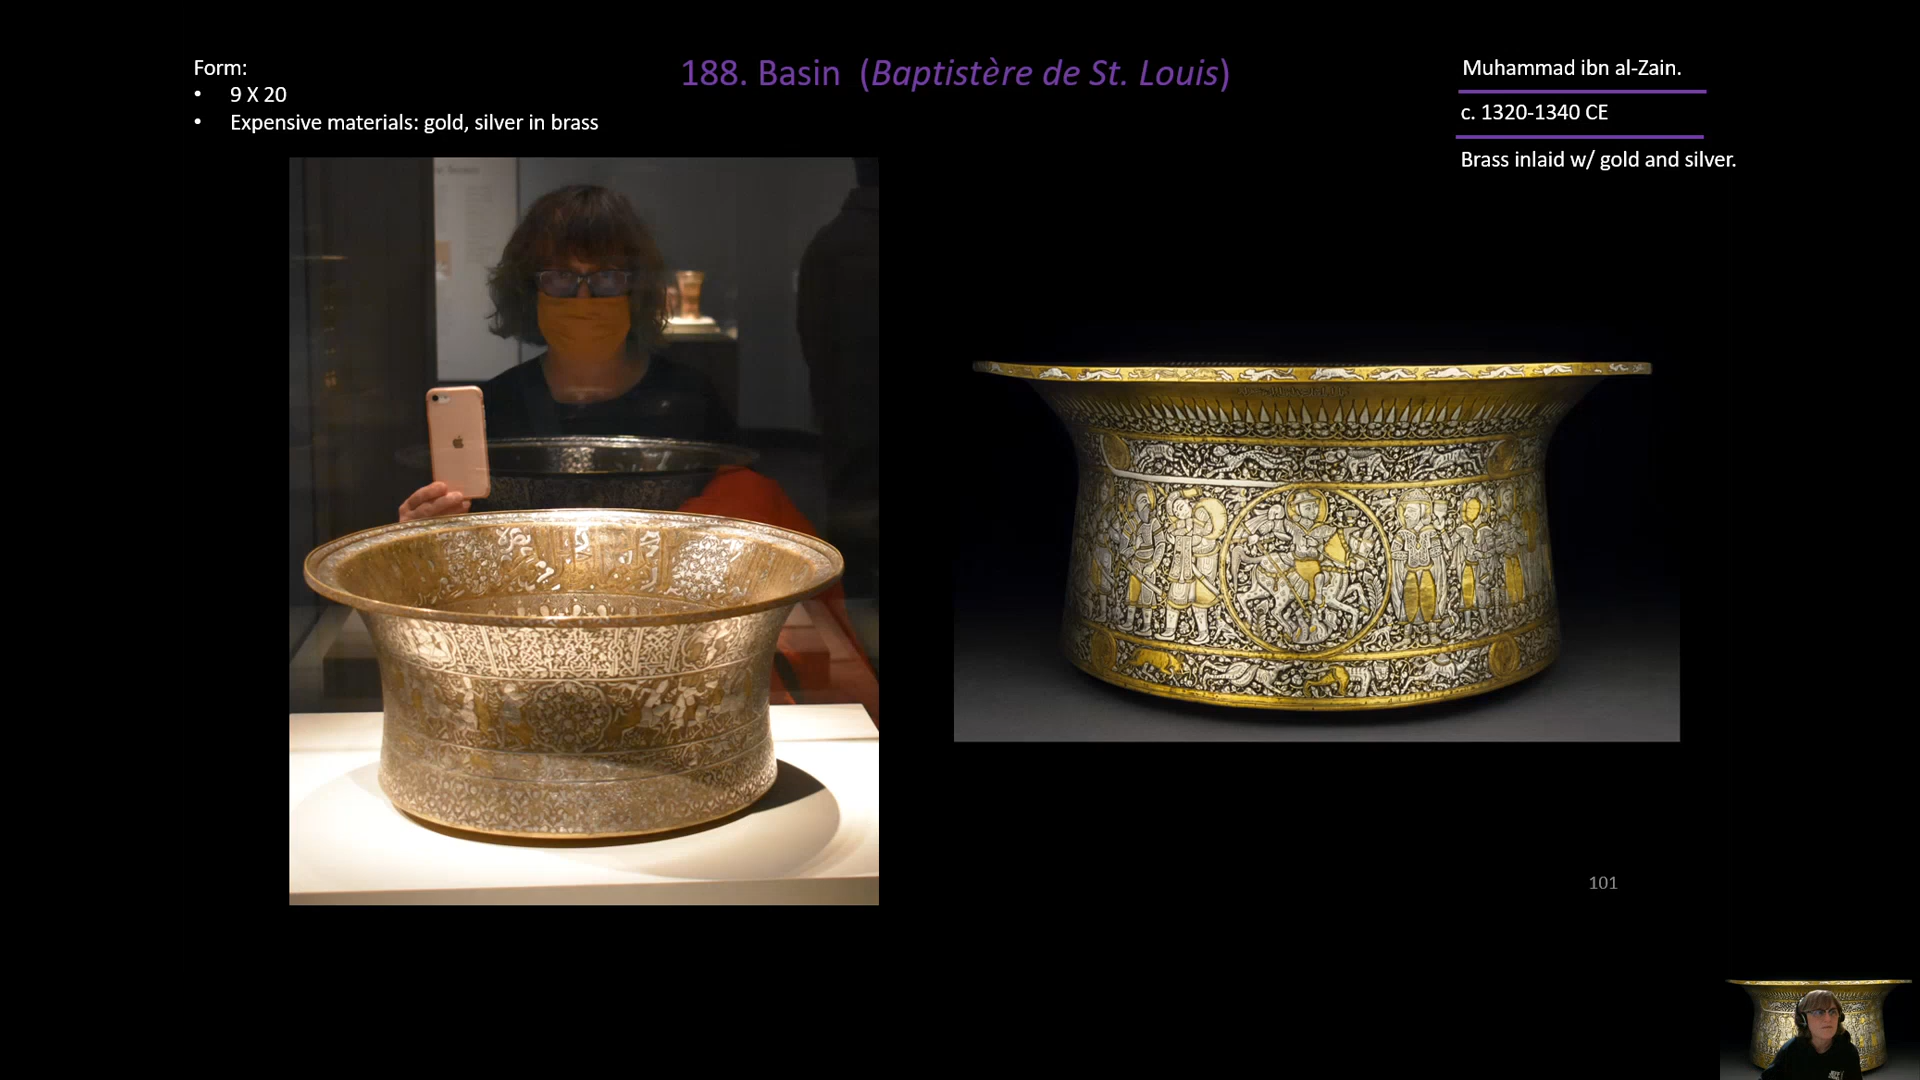 Form:
• 9 X 20
• Expensive materials: gold, silver in brass
188. Basin (Baptistère de St. Louis)
Muhammad ibn al-Zain.
c. 1320-1340 CE
Brass inlaid w/ gold and silver.
101